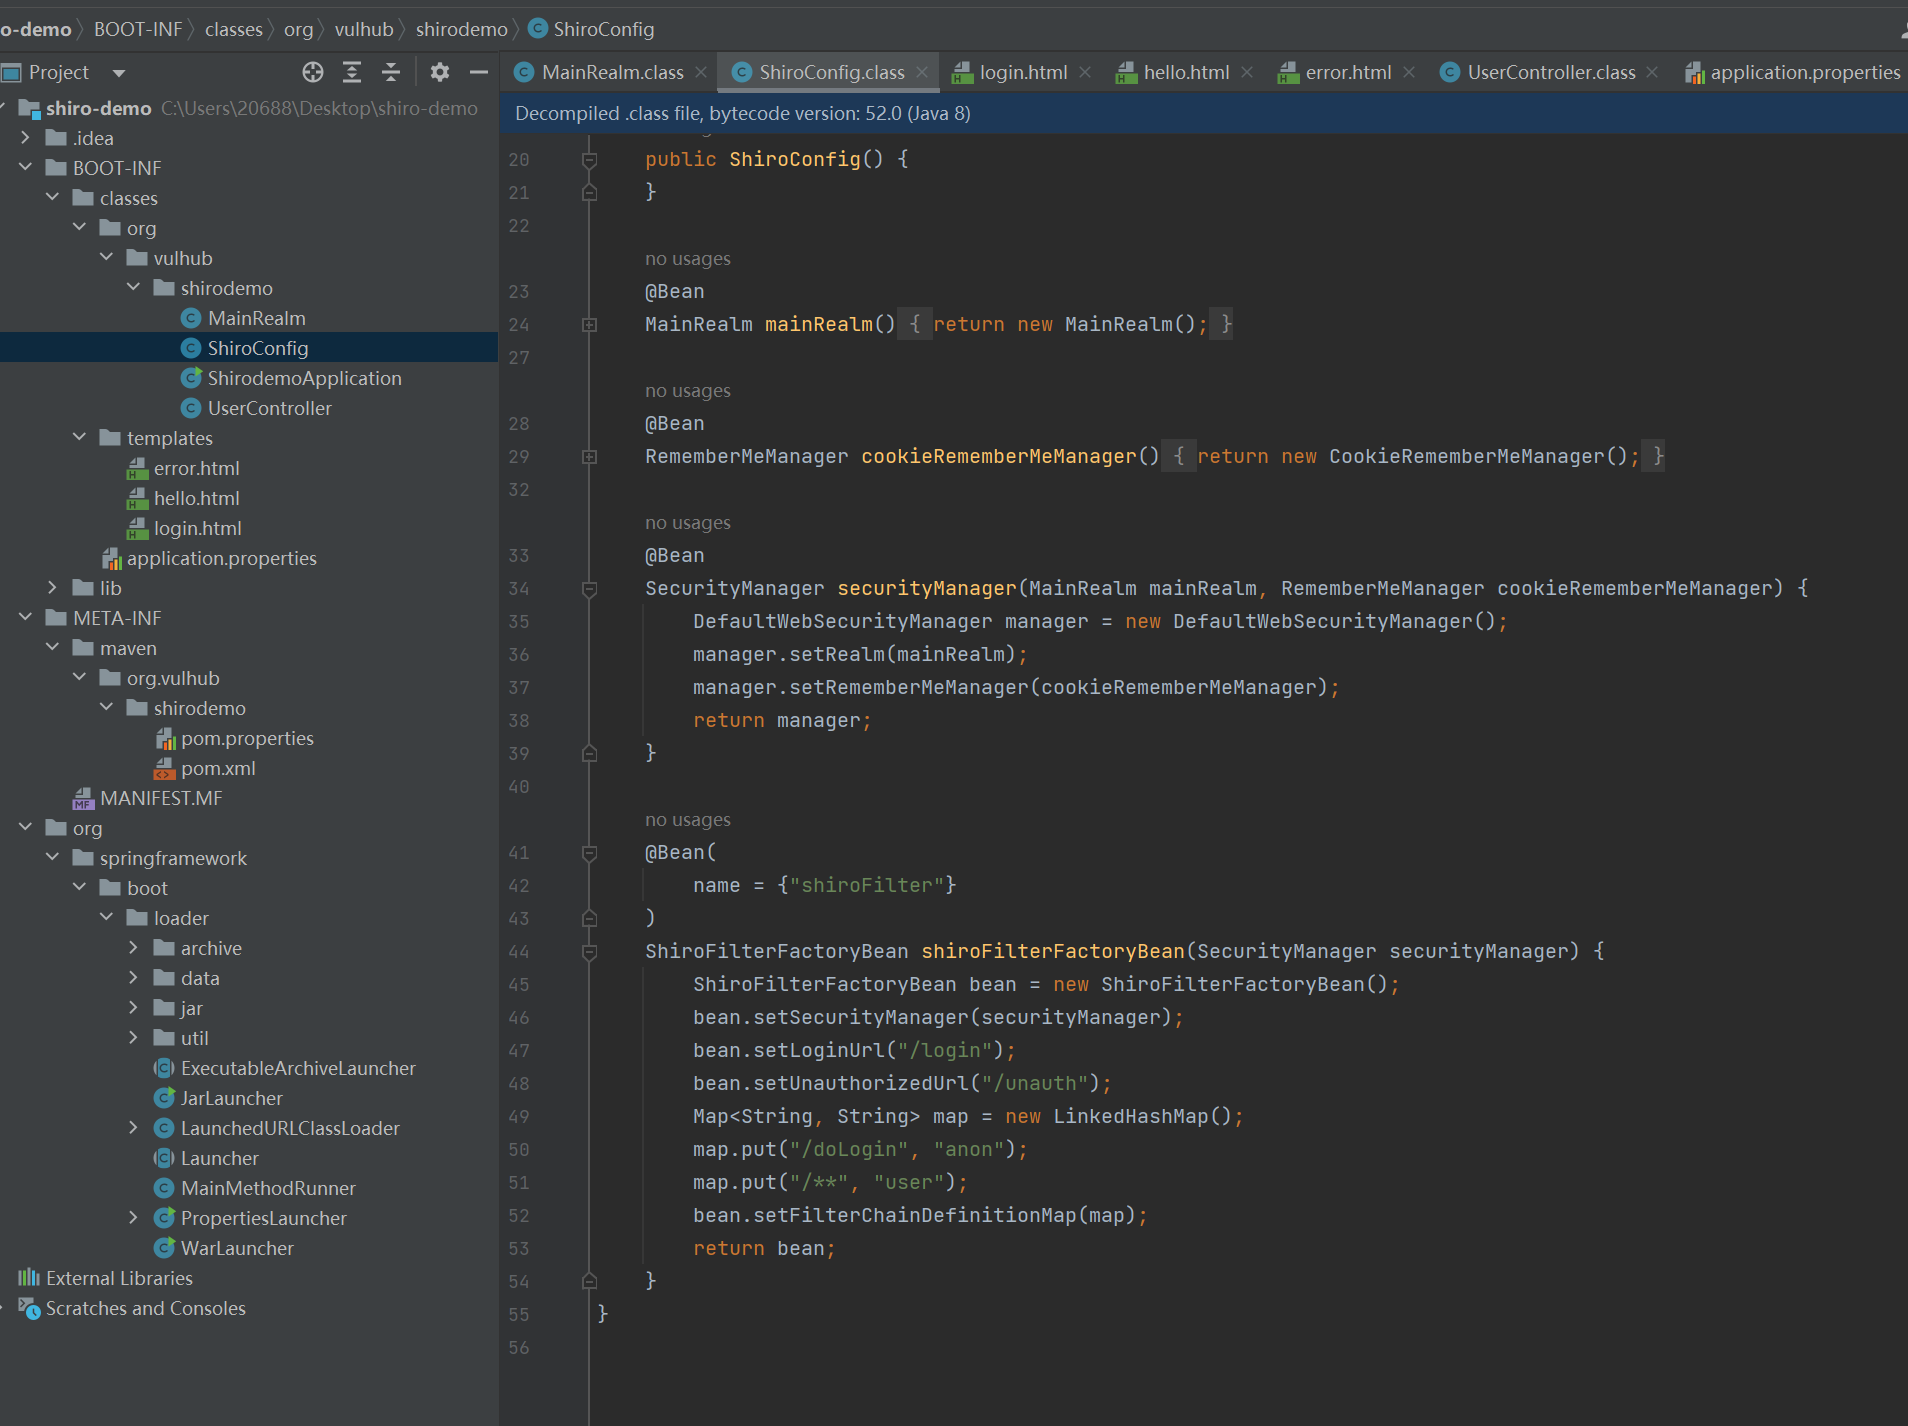 o-demo BOOT-INF classes org vulhub shirodemo ShiroConfig
Project
MainRealm.class ShiroConfig.class login.html hello.html error.html UserController.class application.properties
shiro-demo C:\Users\20688\Desktop\shiro-demo
.idea
BOOT-INF
classes
org
vulhub
shirodemo
MainRealm
ShiroConfig
ShirodemoApplication
UserController
templates
error.html
hello.html
login.html
application.properties
lib
META-INF
maven
org.vulhub
shirodemo
pom.properties
pom.xml
MANIFEST.MF
org
springframework
boot
loader
archive
data
jar
util
ExecutableArchiveLauncher
JarLauncher
LaunchedURLClassLoader
Launcher
MainMethodRunner
PropertiesLauncher
WarLauncher
External Libraries
Scratches and Consoles
Decompiled .class file, bytecode version: 52.0 (Java 8)
20 public ShiroConfig() {
21 }
22
no usages
23 @Bean
24 MainRealm mainRealm() { return new MainRealm(); }
27
no usages
28 @Bean
29 RememberMeManager cookieRememberMeManager() { return new CookieRememberMeManager(); }
32
no usages
33 @Bean
34 SecurityManager securityManager(MainRealm mainRealm, RememberMeManager cookieRememberMeManager) {
35 DefaultWebSecurityManager manager = new DefaultWebSecurityManager();
36 manager.setRealm(mainRealm);
37 manager.setRememberMeManager(cookieRememberMeManager);
38 return manager;
39 }
40
no usages
41 @Bean(
42 name = {"shiroFilter"}
43 )
44 ShiroFilterFactoryBean shiroFilterFactoryBean(SecurityManager securityManager) {
45 ShiroFilterFactoryBean bean = new ShiroFilterFactoryBean();
46 bean.setSecurityManager(securityManager);
47 bean.setLoginUrl("/login");
48 bean.setUnauthorizedUrl("/unauth");
49 Map<String, String> map = new LinkedHashMap();
50 map.put("/doLogin", "anon");
51 map.put("/**", "user");
52 bean.setFilterChainDefinitionMap(map);
53 return bean;
54 }
55 }
56